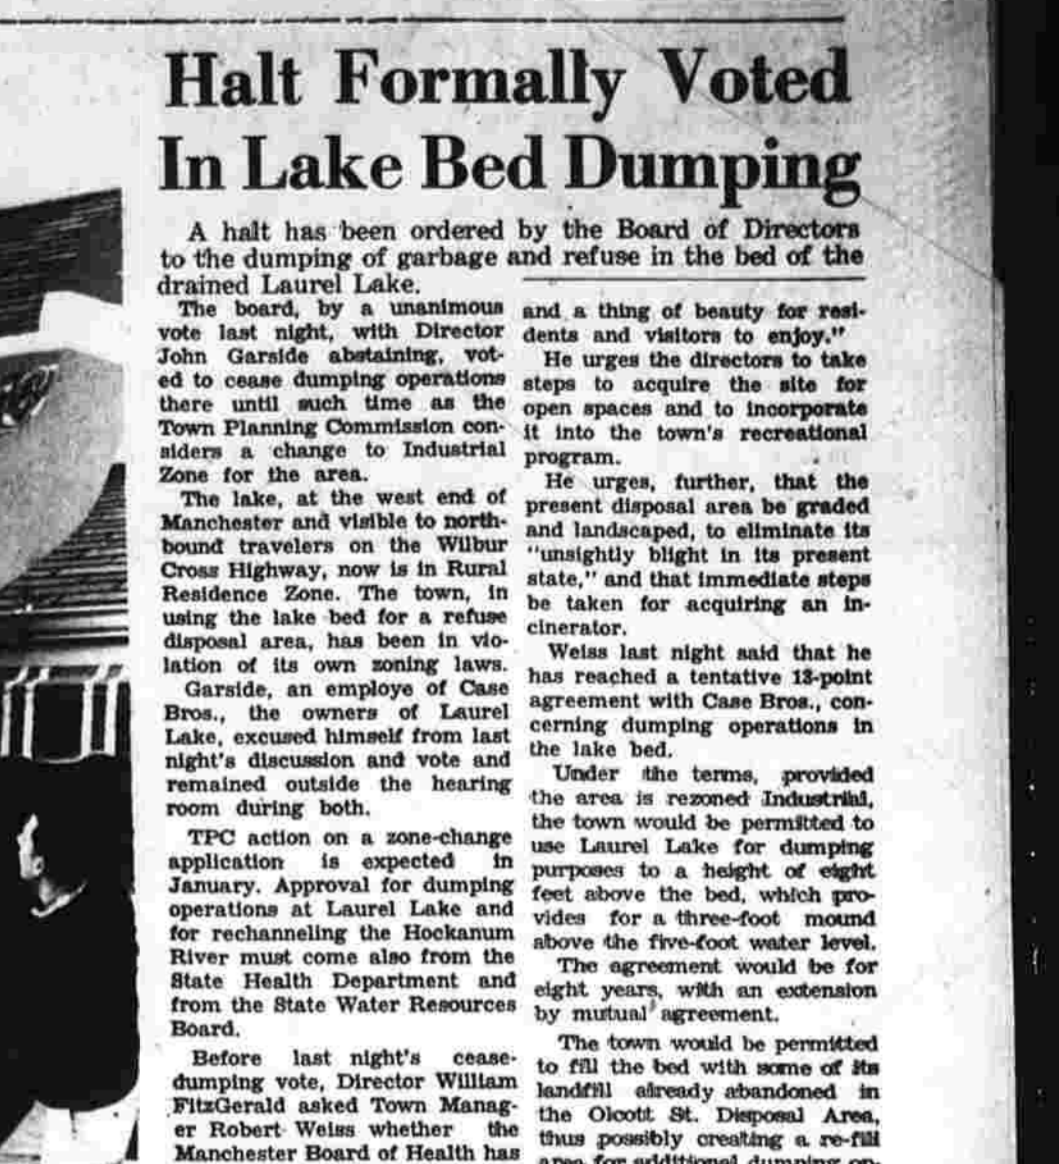 Halt Formally Voted
In Lake Bed Dumping
A halt has been ordered by the Board of Directors
to the dumping of garbage and refuse in the bed of the
drained Laurel Lake.
The board, by a unanimous
vote last night, with Director
John Garside abstaining, vot-
ed to cease dumping operations
there until such time as the
Town Planning Commission con-
siders a change to Industrial
Zone for the area.
The lake, at the west end of
Manchester and visible to north-
bound travelers on the Wilbur
Cross Highway, now is in Rural
Residence Zone. The town, in
using the lake bed for a refuse
disposal area, has been in vio-
lation of its own zoning laws.
Garside, an employe of Case
Bros., the owners of Laurel
Lake, excused himself from last
night's discussion and vote and
remained outside the hearing
room during both.
TPC action on a zone-change
application is expected in
January. Approval for dumping
operations at Laurel Lake and
for rechanneling the Hockanum
River must come also from the
State Health Department and
from the State Water Resources
Board.
Before last night's cease-
dumping vote, Director William
FitzGerald asked Town Manag-
er Robert Weiss whether the
Manchester Board of Health has
and a thing of beauty for resi-
dents and visitors to enjoy."
He urges the directors to take
steps to acquire the site for
open spaces and to incorporate
it into the town's recreational
program.
He urges, further, that the
present disposal area be graded
and landscaped, to eliminate its
"unsightly blight in its present
state," and that immediate steps
be taken for acquiring an in-
cinerator.
Weiss last night said that he
has reached a tentative 13-point
agreement with Case Bros., con-
cerning dumping operations in
the lake bed.
Under the terms, provided
the area is rezoned Industrial,
the town would be permitted to
use Laurel Lake for dumping
purposes to a height of eight
feet above the bed, which pro-
vides for a three-foot mound
above the five-foot water level.
The agreement would be for
eight years, with an extension
by mutual agreement.
The town would be permitted
to fill the bed with some of its
landfill already abandoned in
the Olcott St. Disposal Area,
thus possibly creating a re-fill
area for additional dumping op-